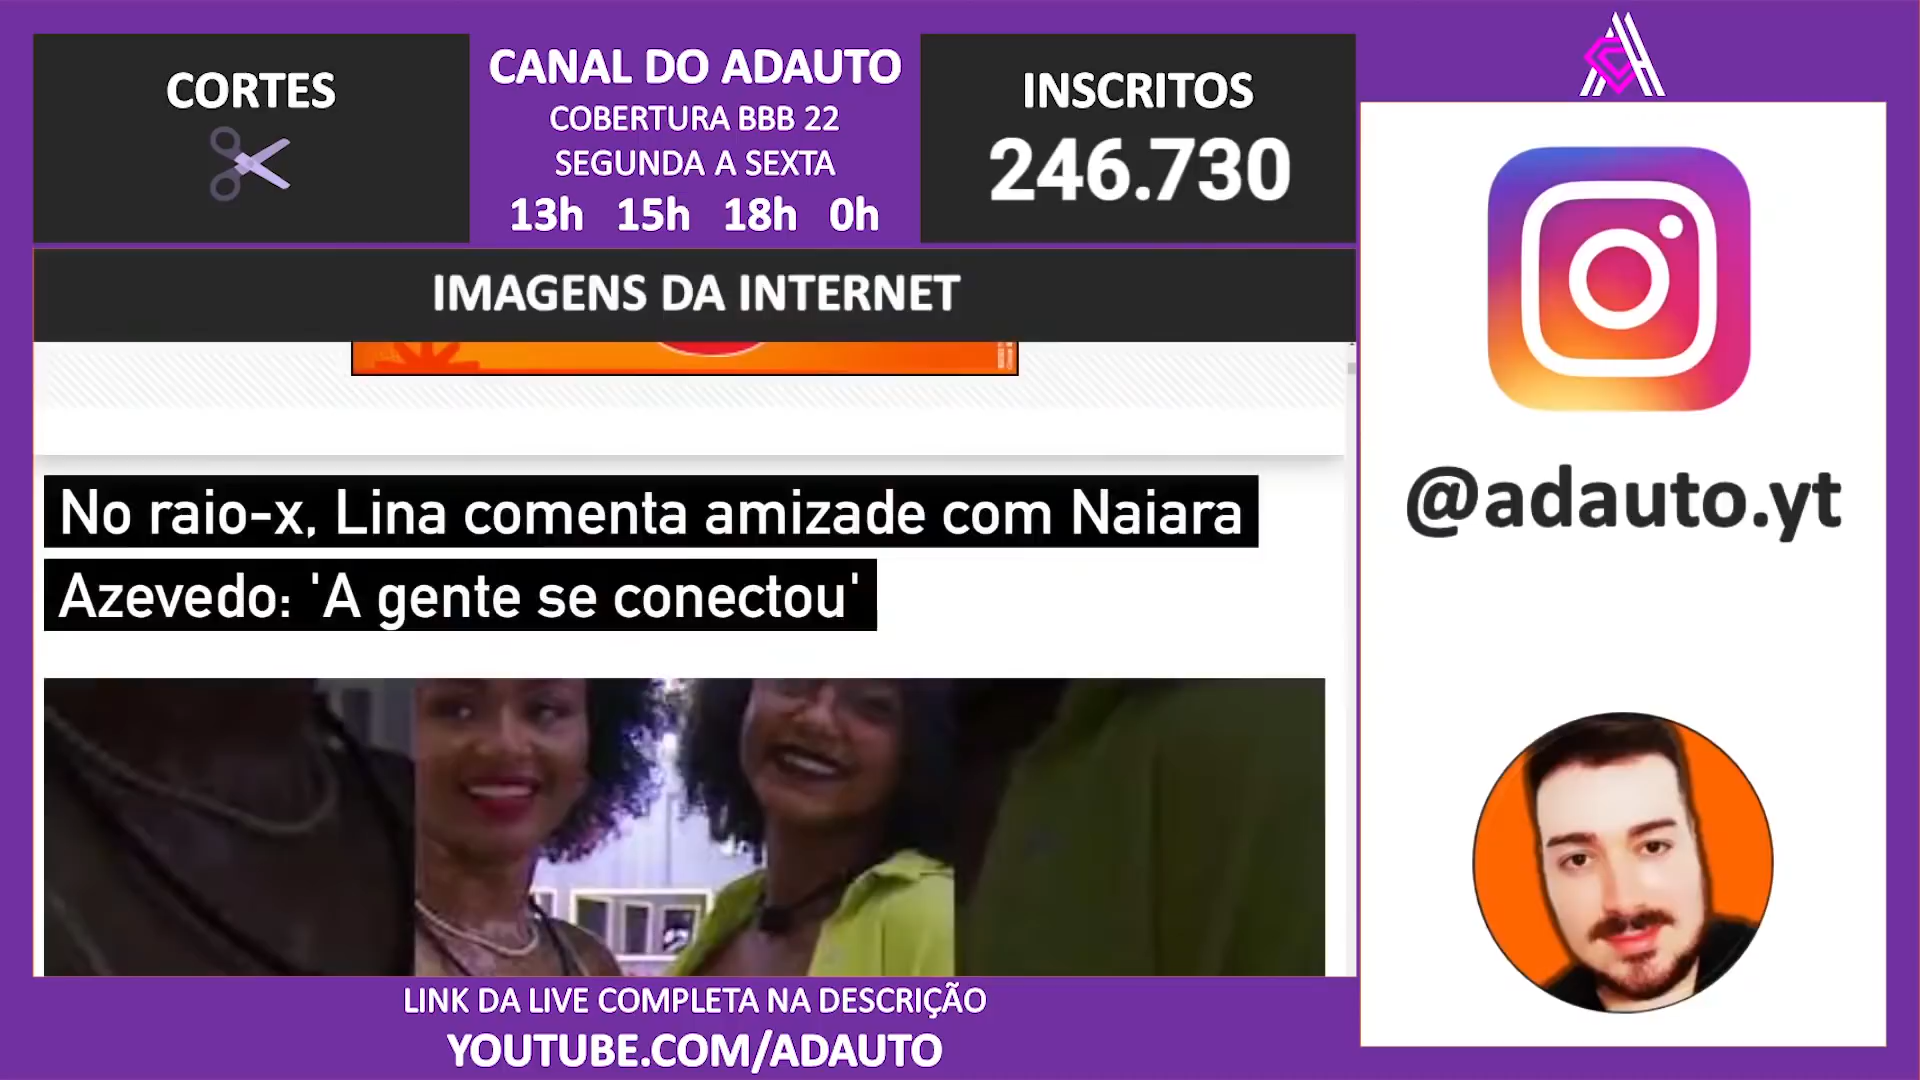 CORTES
CANAL DO ADAUTO
COBERTURA BBB 22
SEGUNDA A SEXTA
13h 15h 18h 0h
INSCRITOS
246.730
IMAGENS DA INTERNET
No raio-x, Lina comenta amizade com Naiara
Azevedo: 'A gente se conectou'
@adauto.yt
LINK DA LIVE COMPLETA NA DESCRIÇÃO
YOUTUBE.COM/ADAUTO